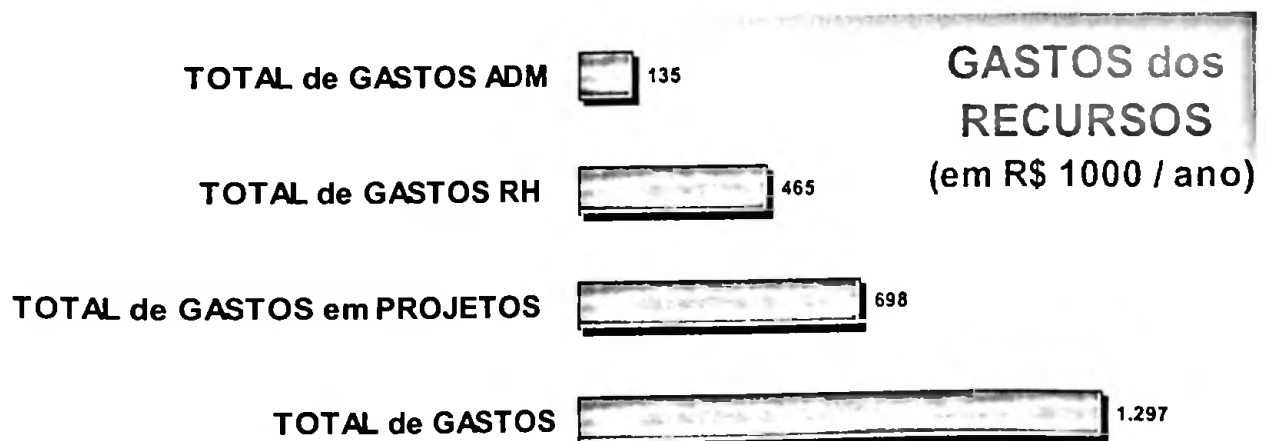 GASTOS dos
RECURSOS
(em R$ 1000 / ano)
TOTAL de GASTOS ADM 135
TOTAL de GASTOS RH 465
TOTAL de GASTOS em PROJETOS 698
TOTAL de GASTOS 1.297